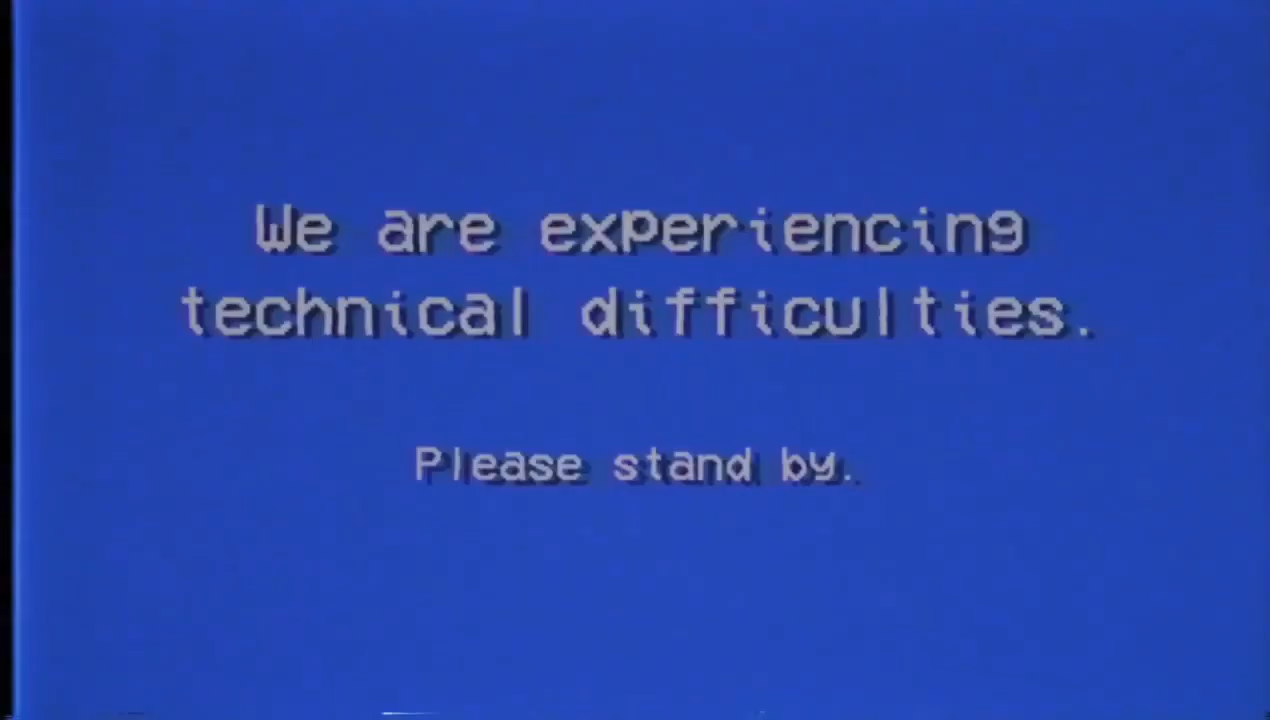 We are experiencing
technical difficulties.
Please stand by.